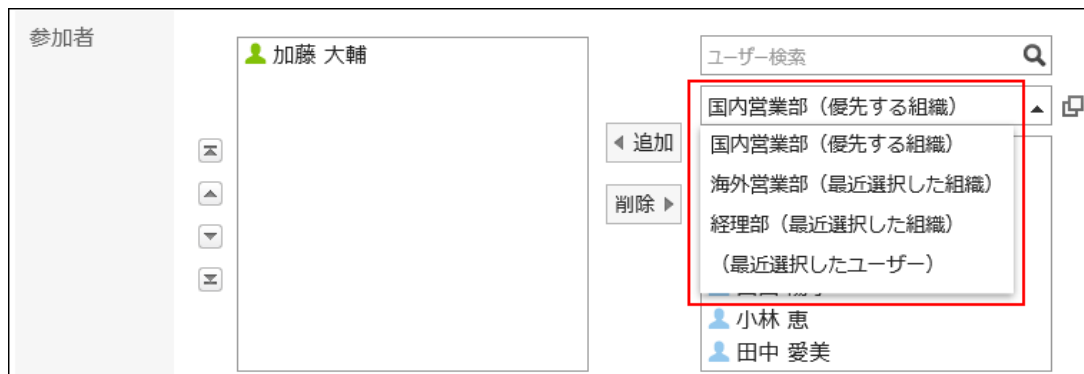 参加者
加藤 大輔
追加
削除
ユーザー検索
国内営業部（優先する組織）
国内営業部（優先する組織）
海外営業部（最近選択した組織）
経理部（最近選択した組織）
（最近選択したユーザー）
小林 恵
田中 愛美